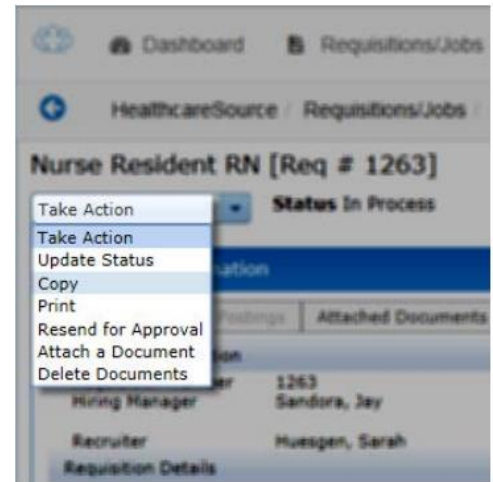 Dashboard Requisitions/Jobs
HealthcareSource / Requisitions/Jobs /
Nurse Resident RN [Req # 1263]
Take Action Status In Process
Take Action
Update Status
Copy
Print
Resend for Approval
Attach a Document
Delete Documents
Postings Attached Documents
1263
Hiring Manager Sandora, Jay
Recruiter Huesgen, Sarah
Requisition Details